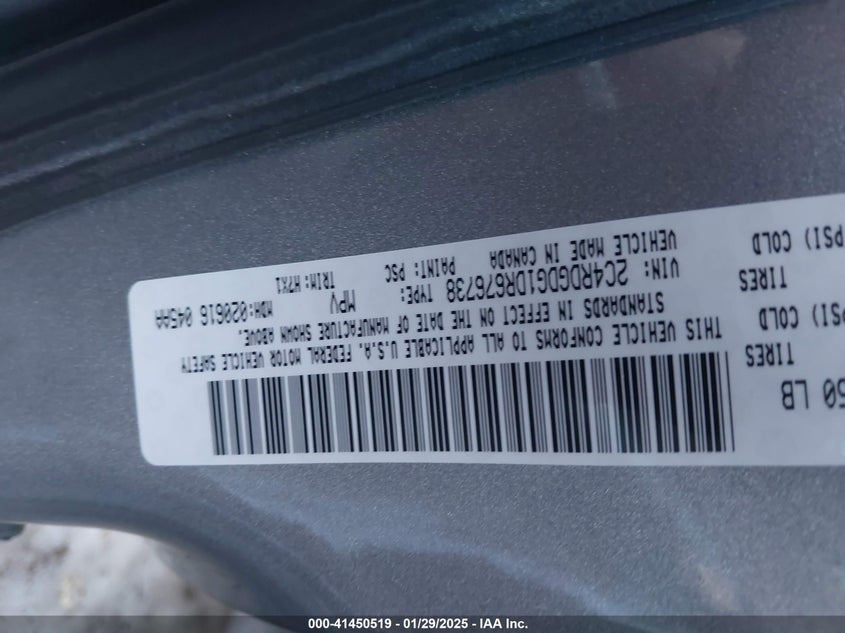 50 LB
TIRES
PSI) COLD
TIRES
PSI) COLD
THIS VEHICLE CONFORMS TO ALL APPLICABLE U.S.A. FEDERAL MOTOR VEHICLE SAFETY
STANDARDS IN EFFECT ON THE DATE OF MANUFACTURE SHOWN ABOVE.
VIN: 2C4RDGDG1DR676738 TYPE: MPV MDH:020616 045AA
VEHICLE MADE IN CANADA PAINT: PSC TRIM:H7X1
000-41450519 - 01/29/2025 - IAA Inc.